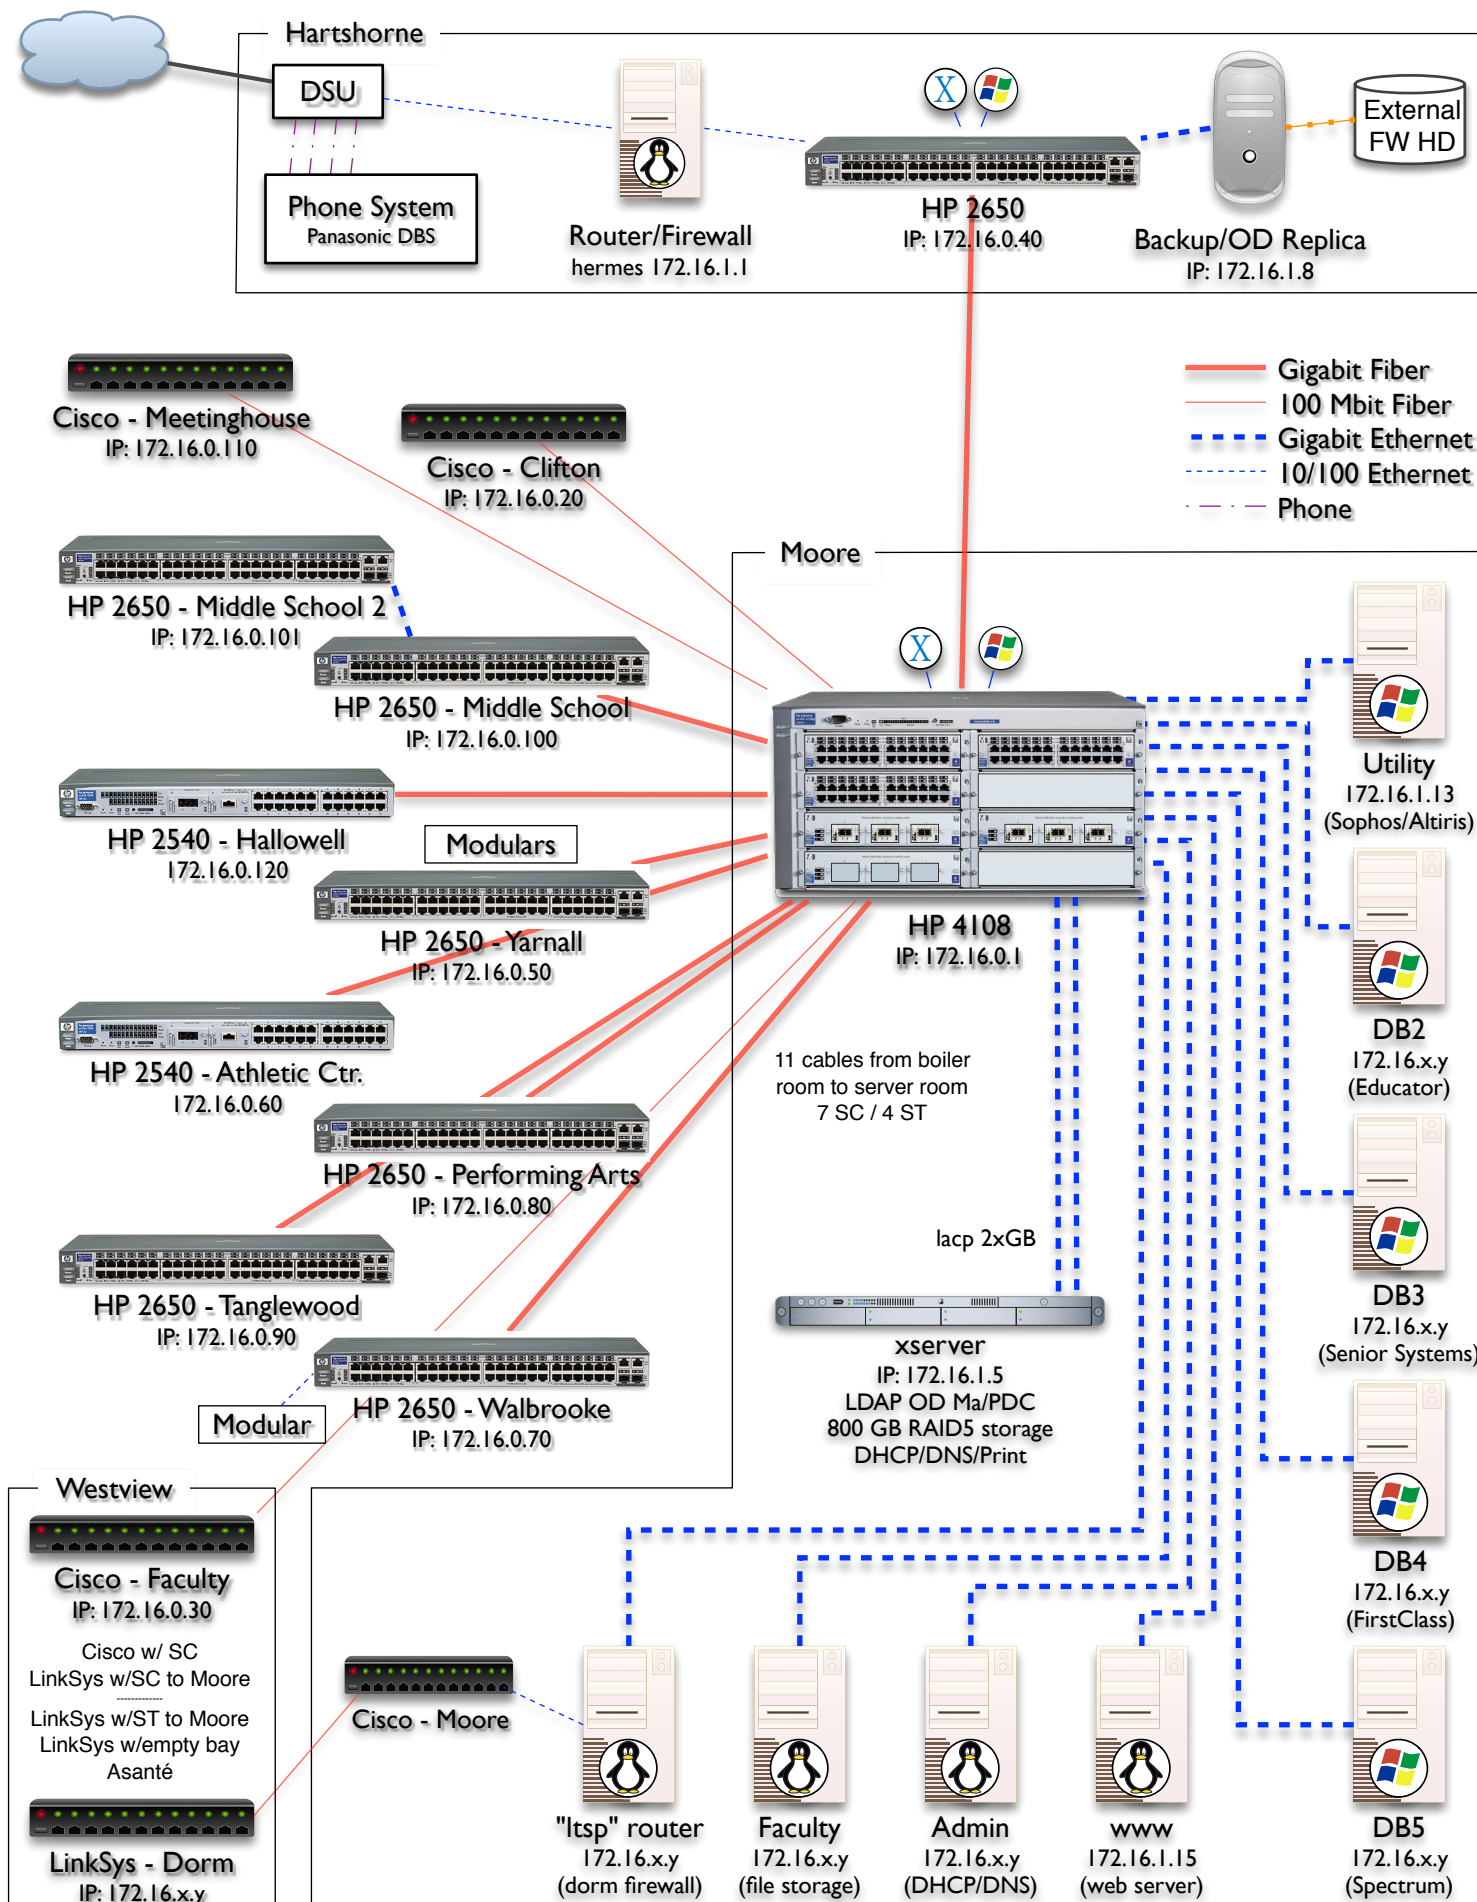 Hartshorne
DSU
Phone System
Panasonic DBS
Router/Firewall
hermes 172.16.1.1
X
HP 2650
IP: 172.16.0.40
Backup/OD Replica
IP: 172.16.1.8
External
FW HD
Gigabit Fiber
100 Mbit Fiber
Gigabit Ethernet
10/100 Ethernet
Phone
Cisco - Meetinghouse
IP: 172.16.0.110
Cisco - Clifton
IP: 172.16.0.20
HP 2650 - Middle School 2
IP: 172.16.0.101
HP 2650 - Middle School
IP: 172.16.0.100
HP 2540 - Hallowell
172.16.0.120
Modulars
HP 2650 - Yarnall
IP: 172.16.0.50
HP 2540 - Athletic Ctr.
172.16.0.60
HP 2650 - Performing Arts
IP: 172.16.0.80
HP 2650 - Tanglewood
IP: 172.16.0.90
HP 2650 - Walbrooke
IP: 172.16.0.70
Modular
Moore
X
HP 4108
IP: 172.16.0.1
11 cables from boiler
room to server room
7 SC / 4 ST
lacp 2xGB
xserver
IP: 172.16.1.5
LDAP OD Ma/PDC
800 GB RAID5 storage
DHCP/DNS/Print
Utility
172.16.1.13
(Sophos/Altiris)
DB2
172.16.x.y
(Educator)
DB3
172.16.x.y
(Senior Systems)
DB4
172.16.x.y
(FirstClass)
DB5
172.16.x.y
(Spectrum)
Westview
Cisco - Faculty
IP: 172.16.0.30
Cisco w/ SC
LinkSys w/SC to Moore
-------------
LinkSys w/ST to Moore
LinkSys w/empty bay
Asanté
LinkSys - Dorm
IP: 172.16.x.y
Cisco - Moore
"ltsp" router
172.16.x.y
(dorm firewall)
Faculty
172.16.x.y
(file storage)
Admin
172.16.x.y
(DHCP/DNS)
www
172.16.1.15
(web server)